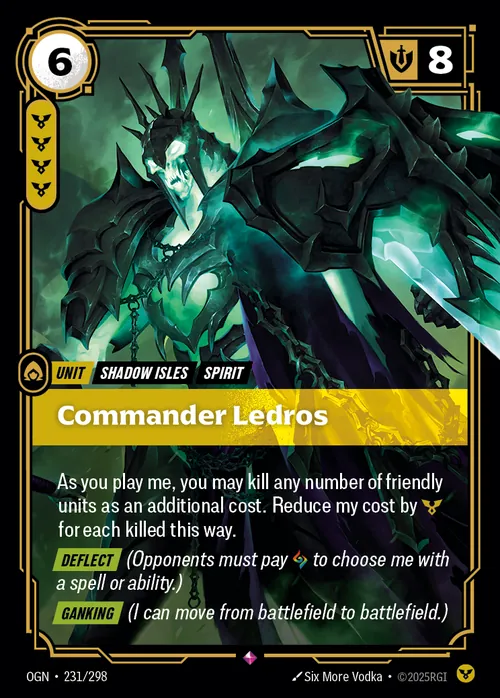 6
8
UNIT SHADOW ISLES SPIRIT
Commander Ledros
As you play me, you may kill any number of friendly
units as an additional cost. Reduce my cost by
for each killed this way.
DEFLECT (Opponents must pay to choose me with
a spell or ability.)
GANKING (I can move from battlefield to battlefield.)
OGN • 231/298
Six More Vodka • ©2025RGI